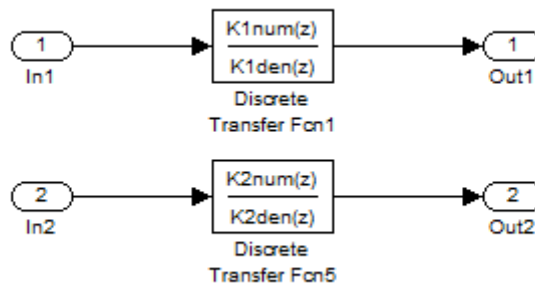 1
K1num(z)
K1den(z)
1
In1
Discrete
Transfer Fcn1
Out1
2
K2num(z)
K2den(z)
2
In2
Discrete
Transfer Fcn5
Out2